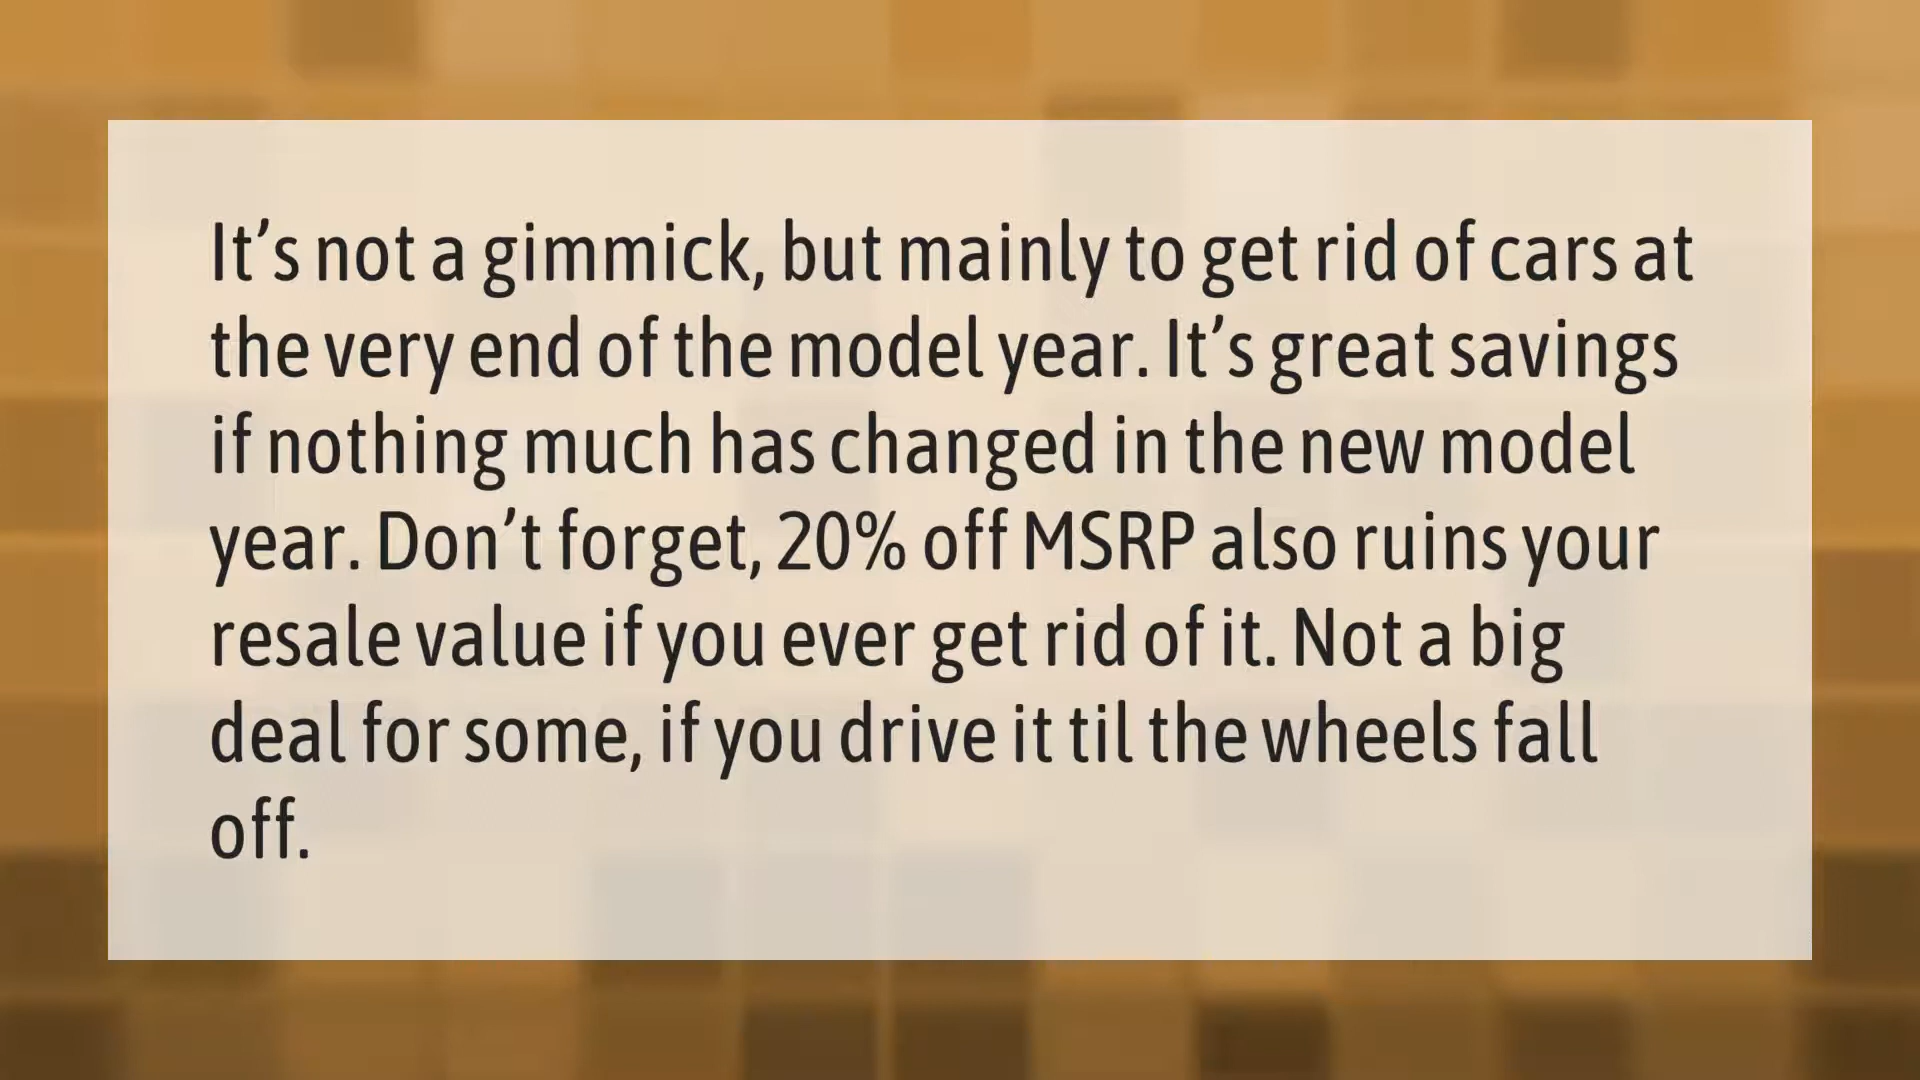 It’s not a gimmick, but mainly to get rid of cars at
the very end of the model year. It’s great savings
if nothing much has changed in the new model
year. Don’t forget, 20% off MSRP also ruins your
resale value if you ever get rid of it. Not a big
deal for some, if you drive it til the wheels fall
off.